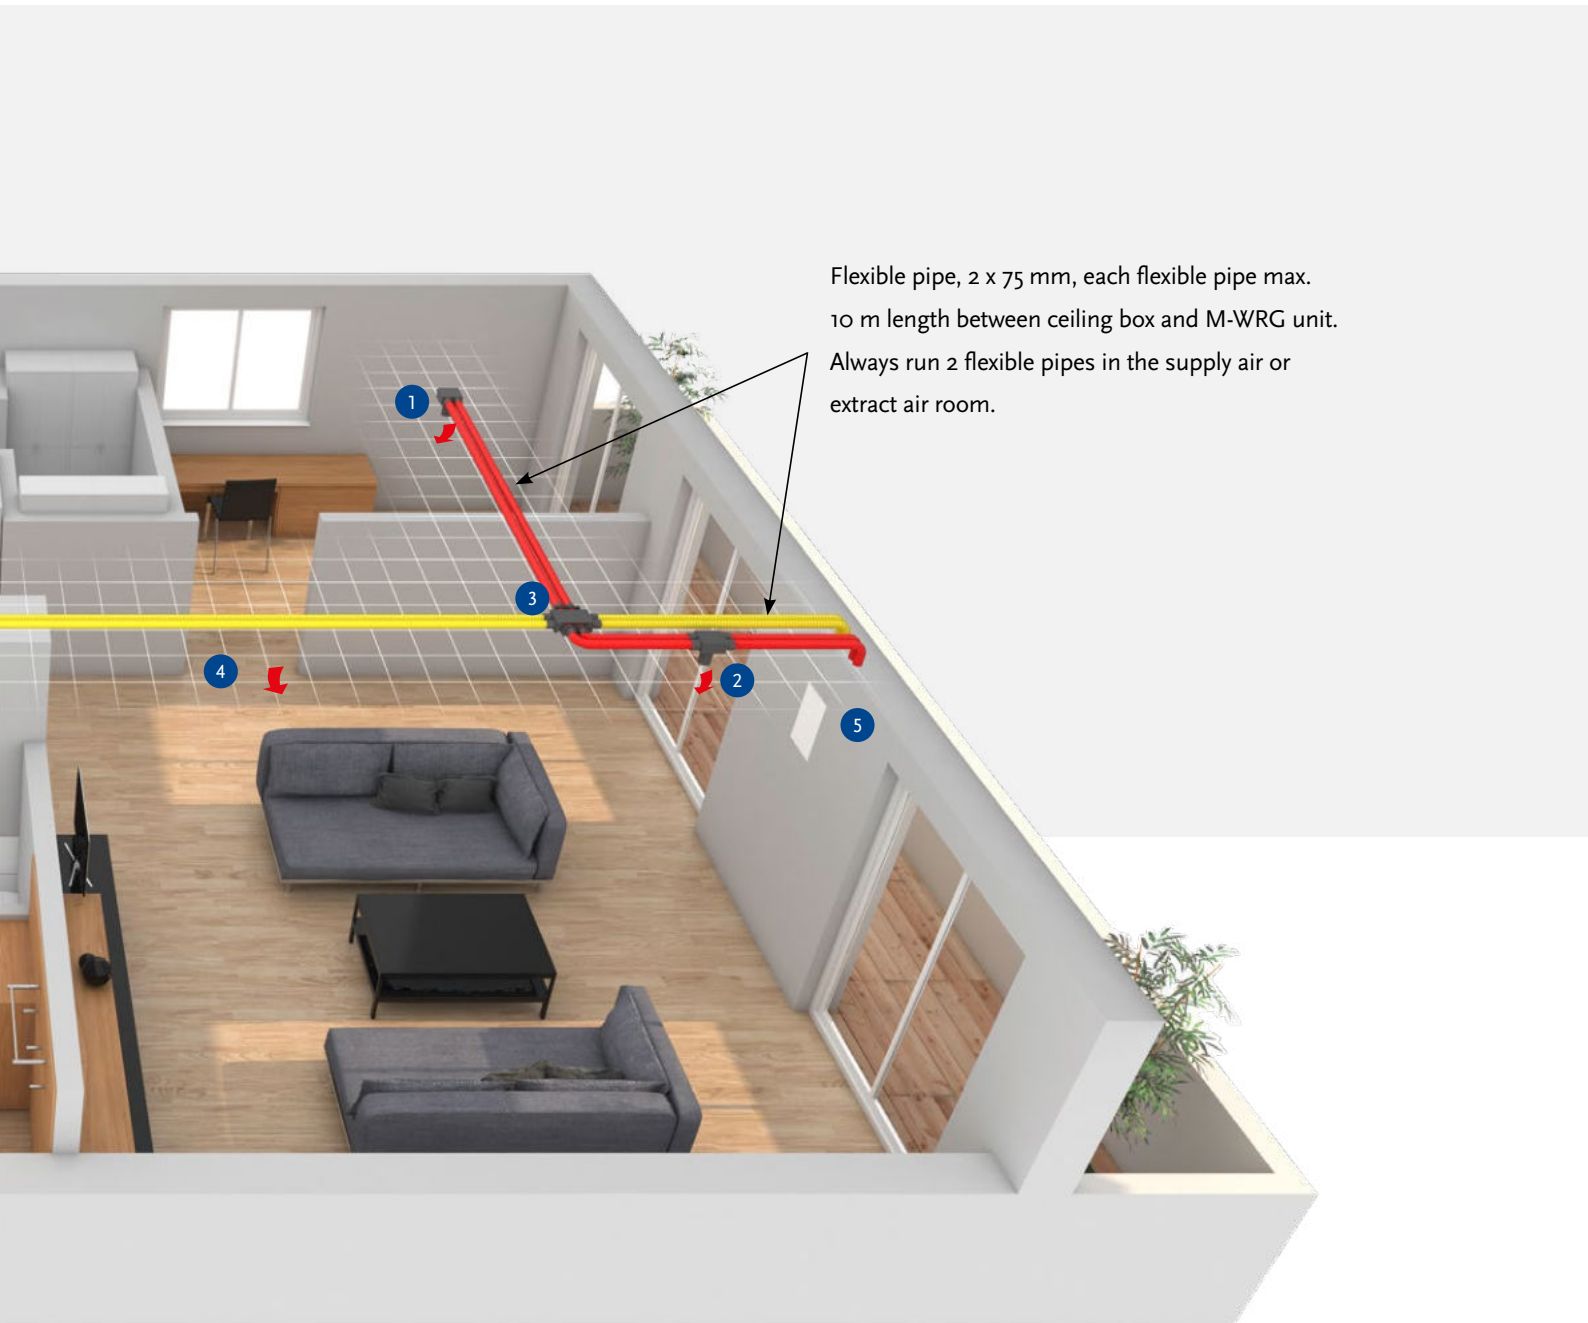 Flexible pipe, 2 x 75 mm, each flexible pipe max.
10 m length between ceiling box and M-WRG unit.
Always run 2 flexible pipes in the supply air or
extract air room.
1
3
4
2
5